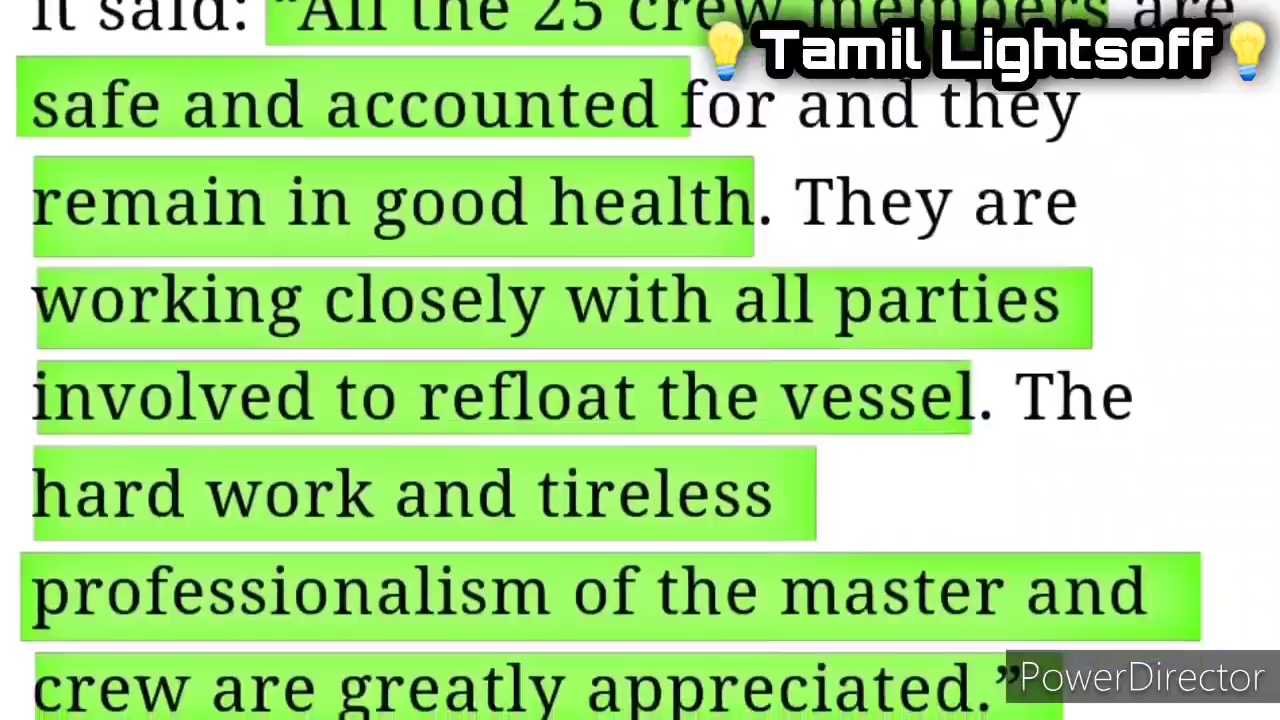 it said: “All the 25 crew members are
Tamil Lightsoff
safe and accounted for and they
remain in good health. They are
working closely with all parties
involved to refloat the vessel. The
hard work and tireless
professionalism of the master and
crew are greatly appreciated.”
PowerDirector